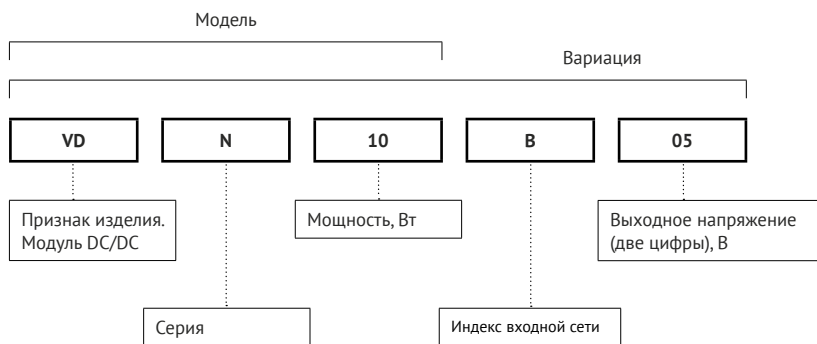 Модель
Вариация
VD N 10 B 05
Признак изделия.
Модуль DC/DC
Мощность, Вт
Выходное напряжение
(две цифры), В
Серия
Индекс входной сети